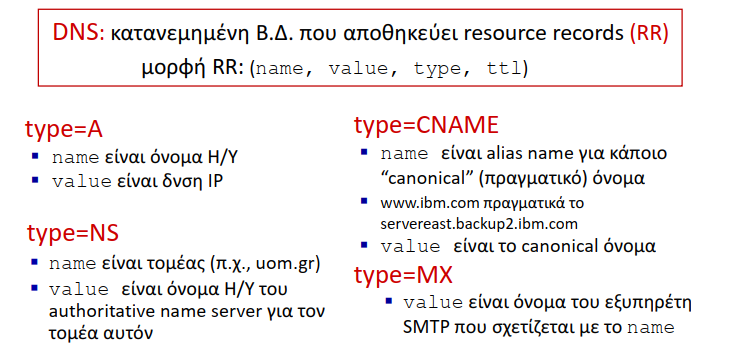 DNS: κατανεμημένη Β.Δ. που αποθηκεύει resource records (RR)
μορφή RR: (name, value, type, ttl)
type=A
name είναι όνομα Η/Υ
value είναι δνση IP
type=NS
name είναι τομέας (π.χ., uom.gr)
value είναι όνομα Η/Υ του
authoritative name server για τον
τομέα αυτόν
type=CNAME
name είναι alias name για κάποιο
“canonical” (πραγματικό) όνομα
www.ibm.com πραγματικά το
servereast.backup2.ibm.com
value είναι το canonical όνομα
type=MX
value είναι όνομα του εξυπηρέτη
SMTP που σχετίζεται με το name